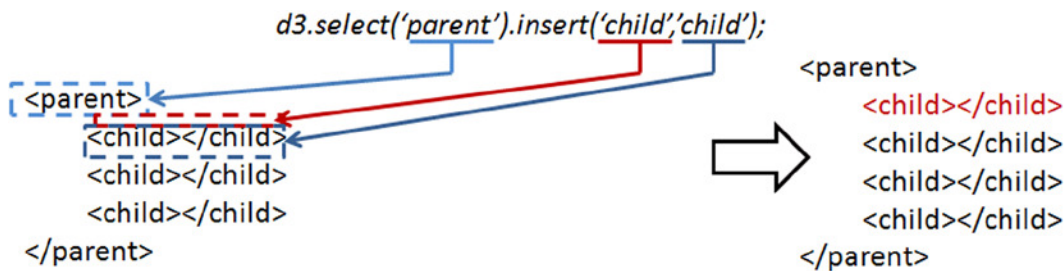 d3.select(‘parent’).insert(‘child’,’child’);
<parent>
<child></child>
<child></child>
<child></child>
</parent>
<parent>
<child></child>
<child></child>
<child></child>
<child></child>
</parent>